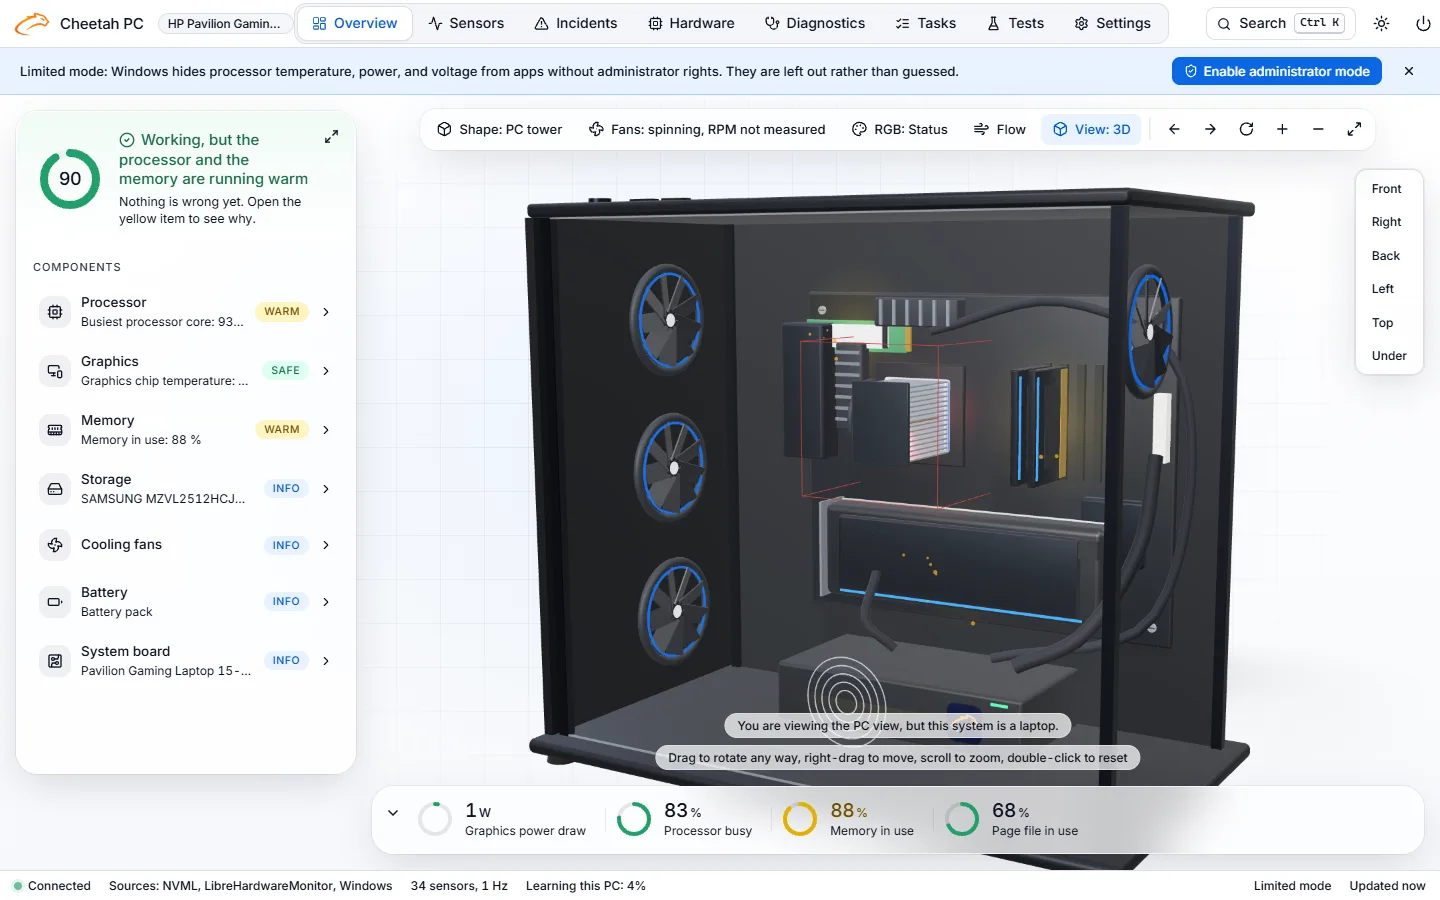 Cheetah PC
HP Pavilion Gamin...
Overview
Sensors
Incidents
Hardware
Diagnostics
Tasks
Tests
Settings
Search
Ctrl K
Limited mode: Windows hides processor temperature, power, and voltage from apps without administrator rights. They are left out rather than guessed.
Enable administrator mode
90
Working, but the
processor and the
memory are running warm
Nothing is wrong yet. Open the
yellow item to see why.
COMPONENTS
Processor
Busiest processor core: 93...
WARM
Graphics
Graphics chip temperature: ...
SAFE
Memory
Memory in use: 88 %
WARM
Storage
SAMSUNG MZVL2512HCJ...
INFO
Cooling fans
INFO
Battery
Battery pack
INFO
System board
Pavilion Gaming Laptop 15-...
INFO
Shape: PC tower
Fans: spinning, RPM not measured
RGB: Status
Flow
View: 3D
Front
Right
Back
Left
Top
Under
You are viewing the PC view, but this system is a laptop.
Drag to rotate any way, right-drag to move, scroll to zoom, double-click to reset
1 W
Graphics power draw
83 %
Processor busy
88 %
Memory in use
68 %
Page file in use
Connected
Sources: NVML, LibreHardwareMonitor, Windows
34 sensors, 1 Hz
Learning this PC: 4%
Limited mode
Updated now